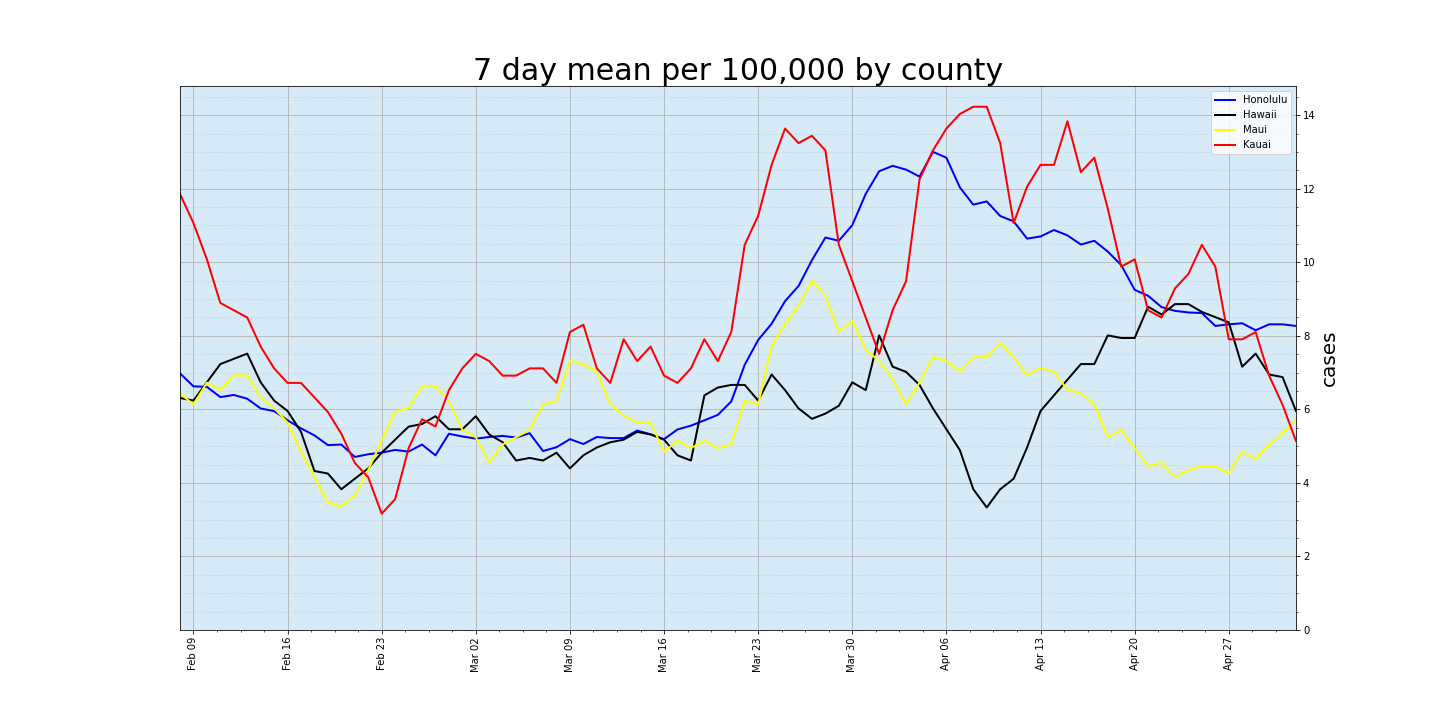 7 day mean per 100,000 by county
Honolulu
Hawaii
Maui
Kauai
14
12
10
8
6
4
2
0
cases
Feb 09
Feb 16
Feb 23
Mar 02
Mar 09
Mar 16
Mar 23
Mar 30
Apr 06
Apr 13
Apr 20
Apr 27